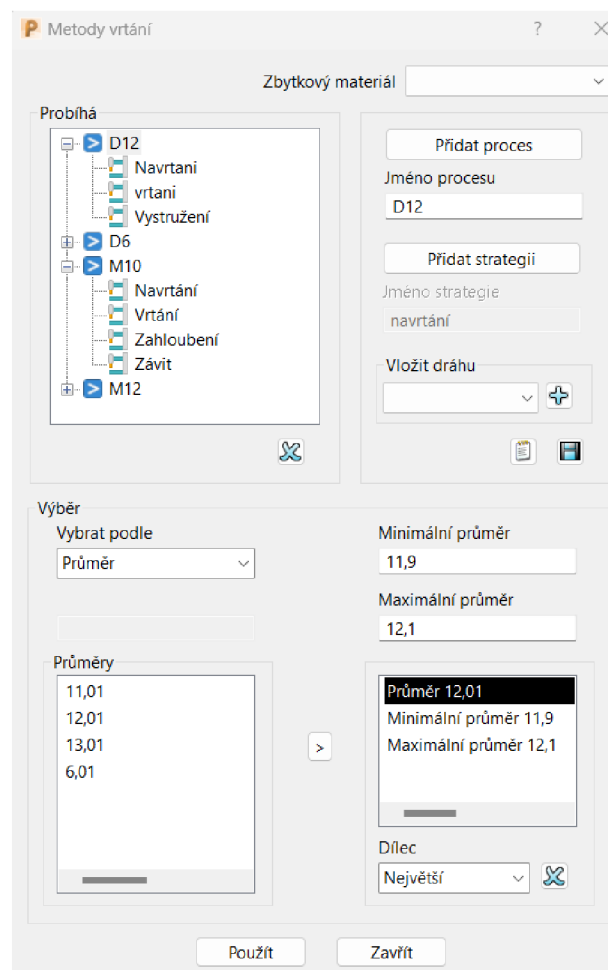 Metody vrtání
Zbytkový materiál
Probíhá
D12
Navrtani
vrtani
Vystružení
D6
M10
Navrtání
Vrtání
Zahloubení
Závit
M12
Přidat proces
Jméno procesu
D12
Přidat strategii
Jméno strategie
navrtání
Vložit dráhu
Výběr
Vybrat podle
Průměr
Minimální průměr
11,9
Maximální průměr
12,1
Průměry
11,01
12,01
13,01
6,01
>
Průměr 12,01
Minimální průměr 11,9
Maximální průměr 12,1
Dílec
Největší
Použít
Zavřít